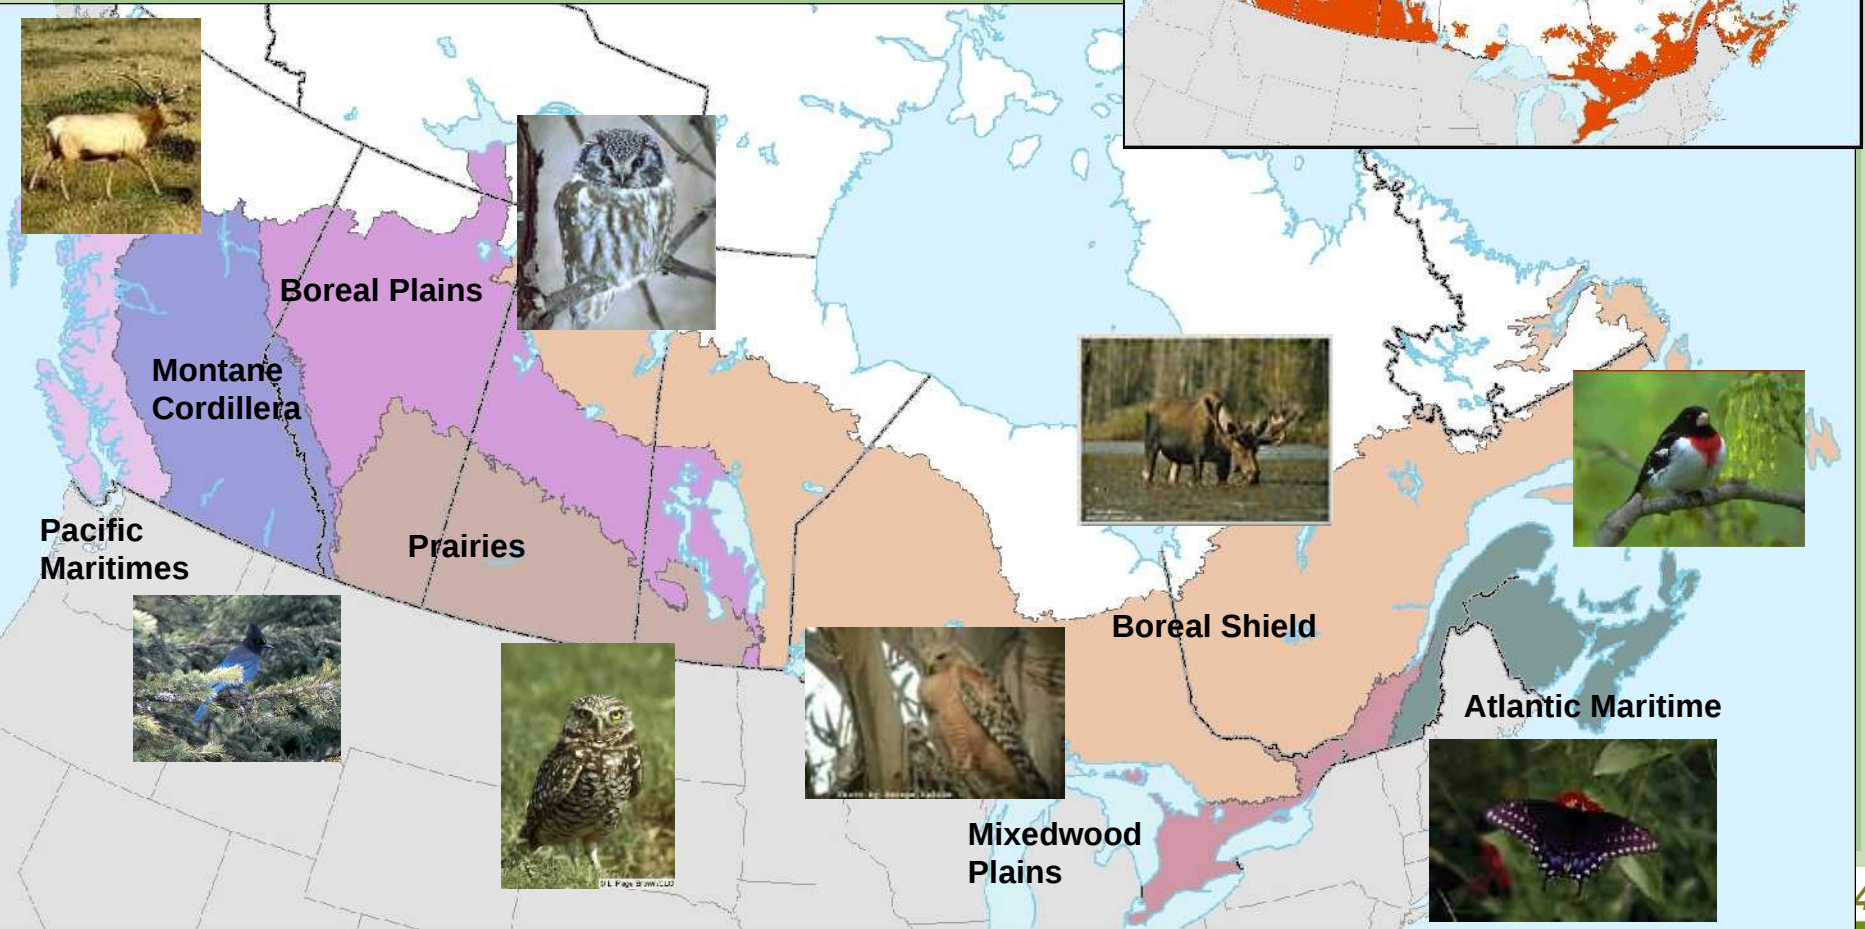 Boreal Plains
Montane
Cordillera
Pacific
Maritimes
Prairies
Boreal Shield
Atlantic Maritime
Mixedwood
Plains